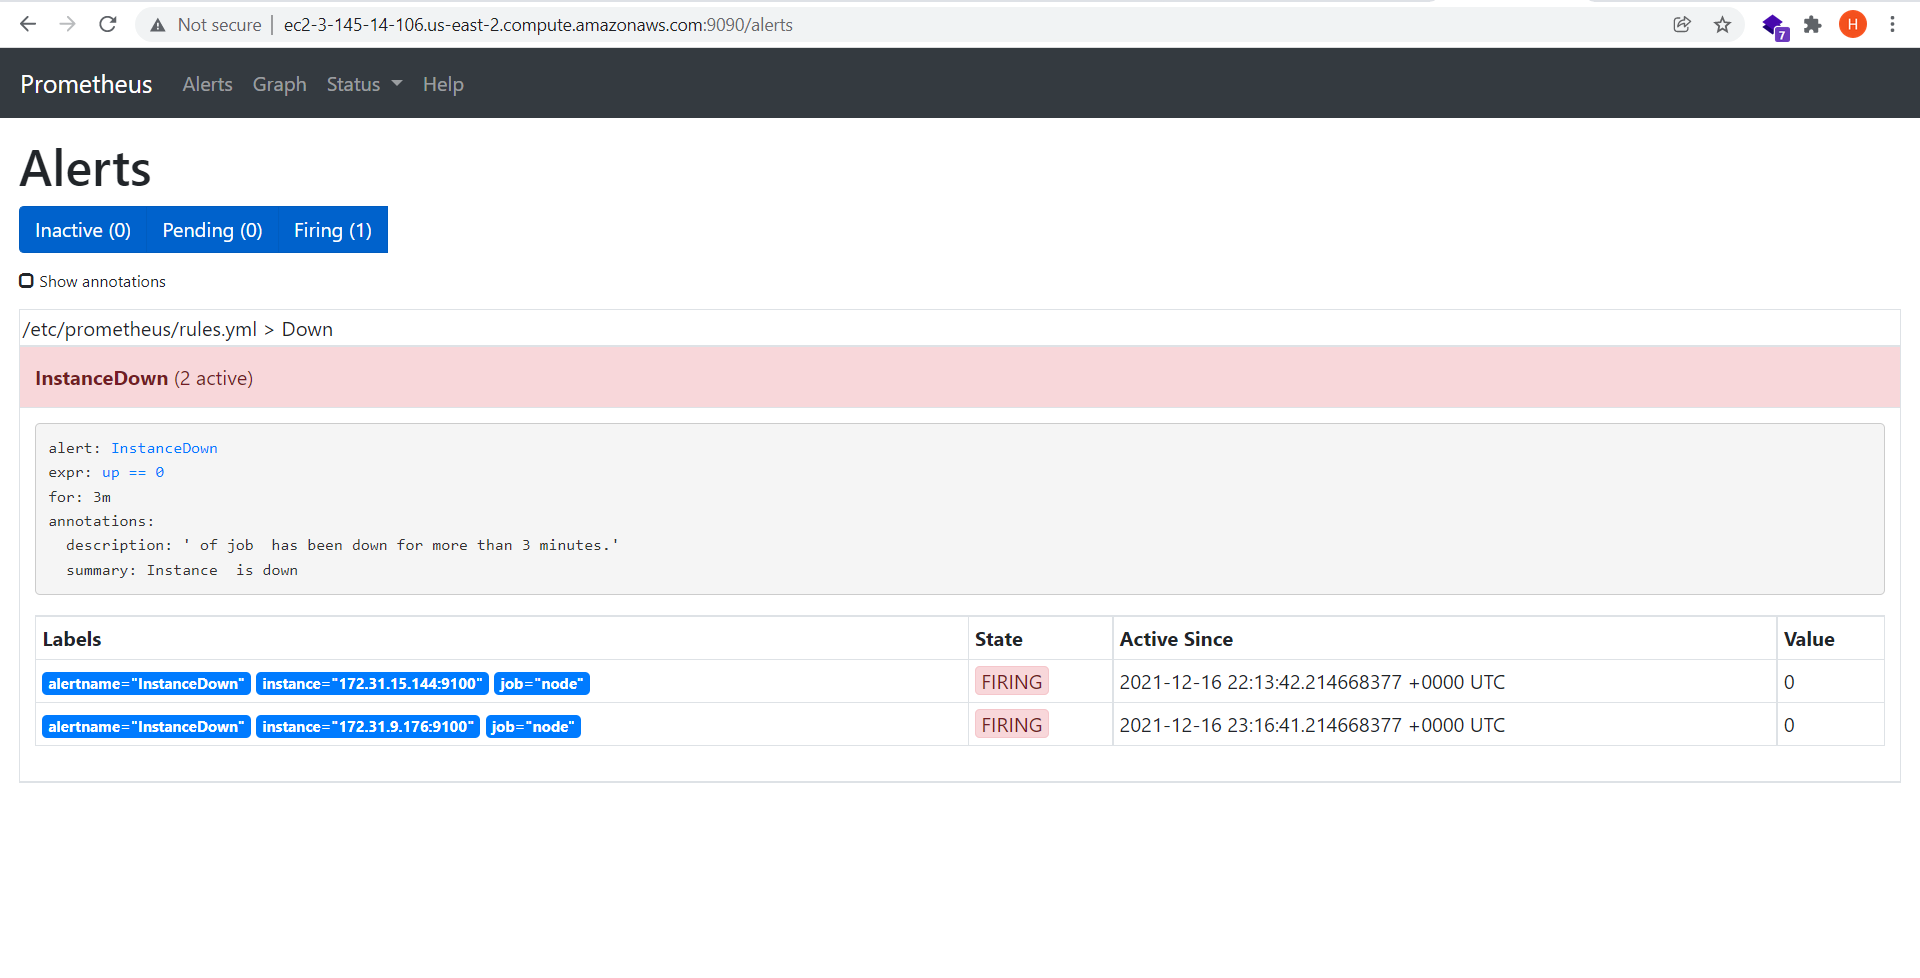 Not secure | ec2-3-145-14-106.us-east-2.compute.amazonaws.com:9090/alerts
7
H
Prometheus Alerts Graph Status Help
Alerts
Inactive (0) Pending (0) Firing (1)
Show annotations
/etc/prometheus/rules.yml > Down
InstanceDown (2 active)
alert: InstanceDown
expr: up == 0
for: 3m
annotations:
  description: ' of job  has been down for more than 3 minutes.'
  summary: Instance  is down
Labels State Active Since Value
alertname="InstanceDown" instance="172.31.15.144:9100" job="node" FIRING 2021-12-16 22:13:42.214668377 +0000 UTC 0
alertname="InstanceDown" instance="172.31.9.176:9100" job="node" FIRING 2021-12-16 23:16:41.214668377 +0000 UTC 0